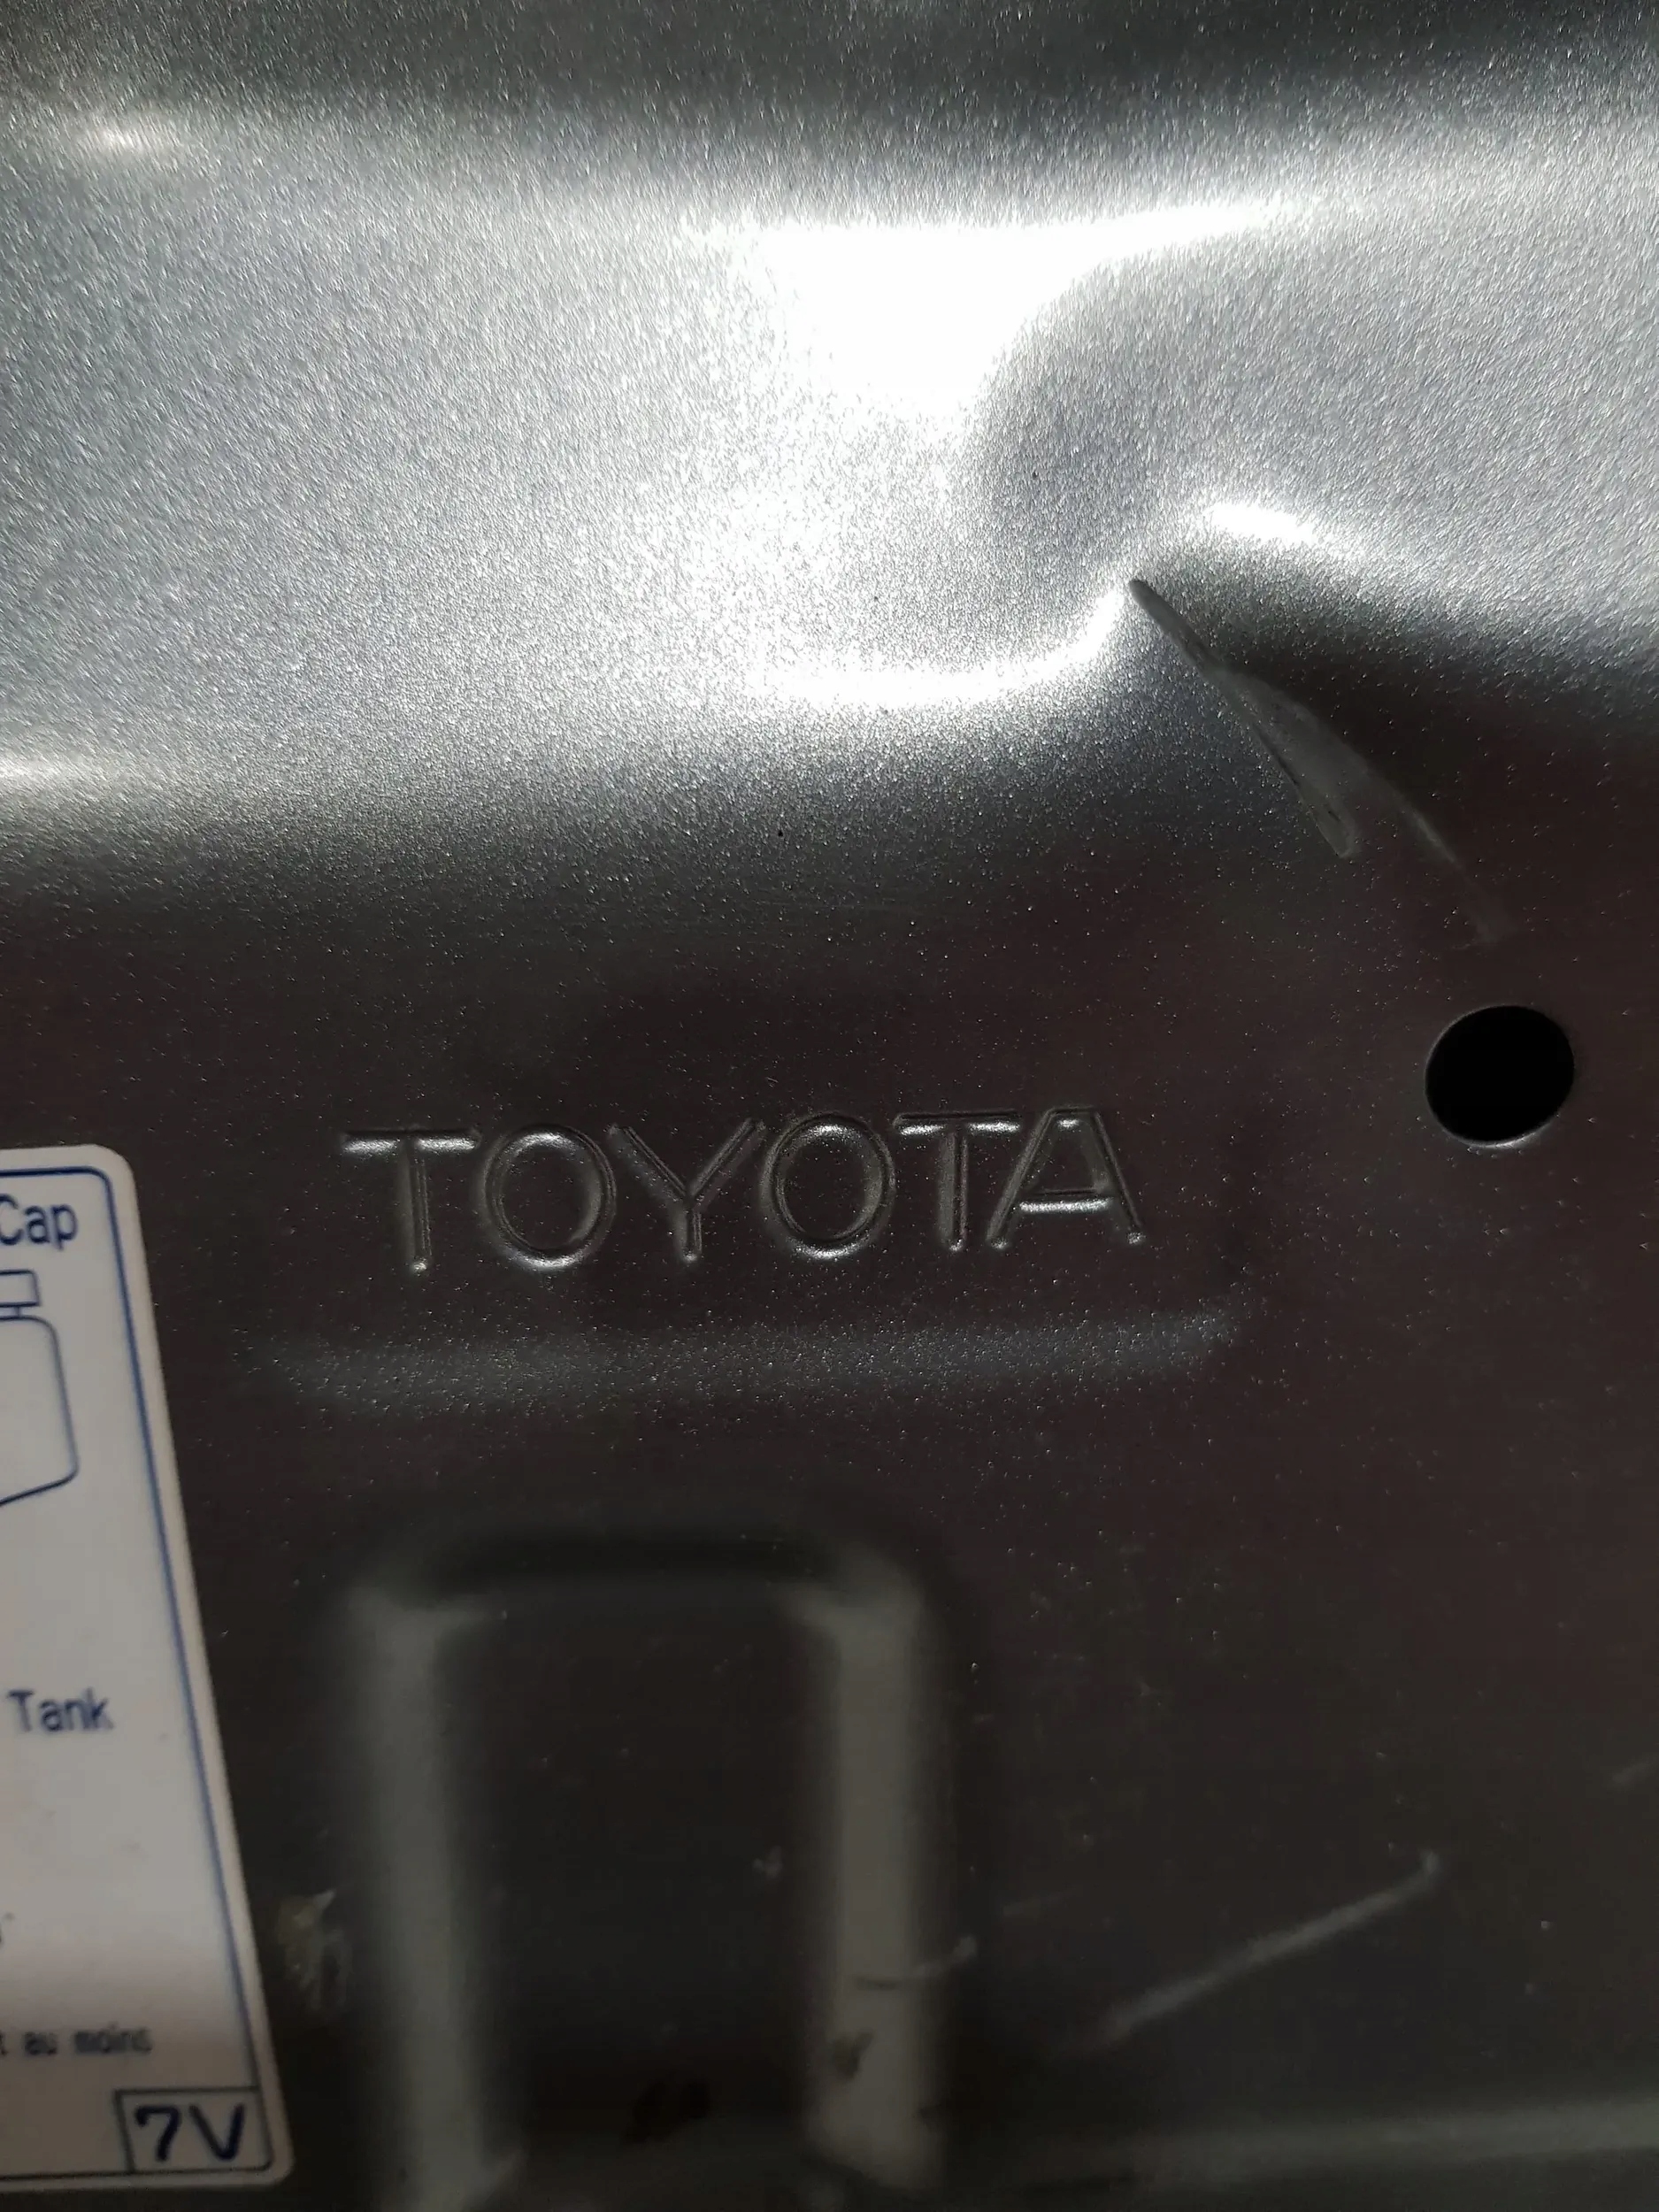 TOYOTA
Cap
Tank
t au moins
7V